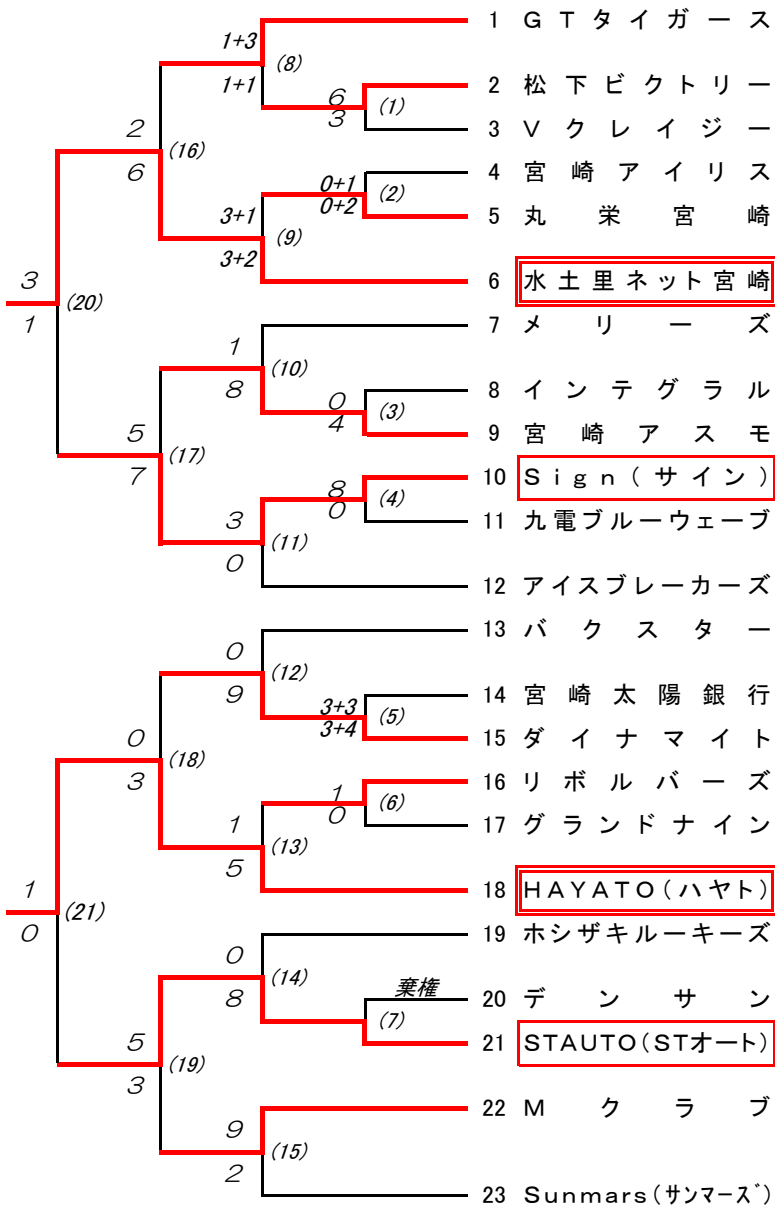 1 GTタイガース
1+3
(8)
1+1
2 松下ビクトリー
6
(1)
3
3 Vクレイジー
2
(16)
6
4 宮崎アイリス
0+1
(2)
0+2
5 丸栄宮崎
3+1
(9)
3+2
6 水土里ネット宮崎
3
(20)
1
7 メリーズ
1
(10)
8
8 インテグラル
0
(3)
4
9 宮崎アスモ
5
(17)
7
10 Sign(サイン)
8
(4)
0
11 九電ブルーウェーブ
3
(11)
0
12 アイスブレーカーズ
13 バクスター
0
(12)
9
14 宮崎太陽銀行
3+3
(5)
3+4
15 ダイナマイト
0
(18)
3
16 リボルバーズ
1
(6)
0
17 グランドナイン
1
(13)
5
18 HAYATO(ハヤト)
1
(21)
0
19 ホシザキルーキーズ
0
(14)
8
棄権
20 デンサン
(7)
21 STAUTO(STオート)
5
(19)
3
22 Mクラブ
9
(15)
2
23 Sunmars(サンマーズ)